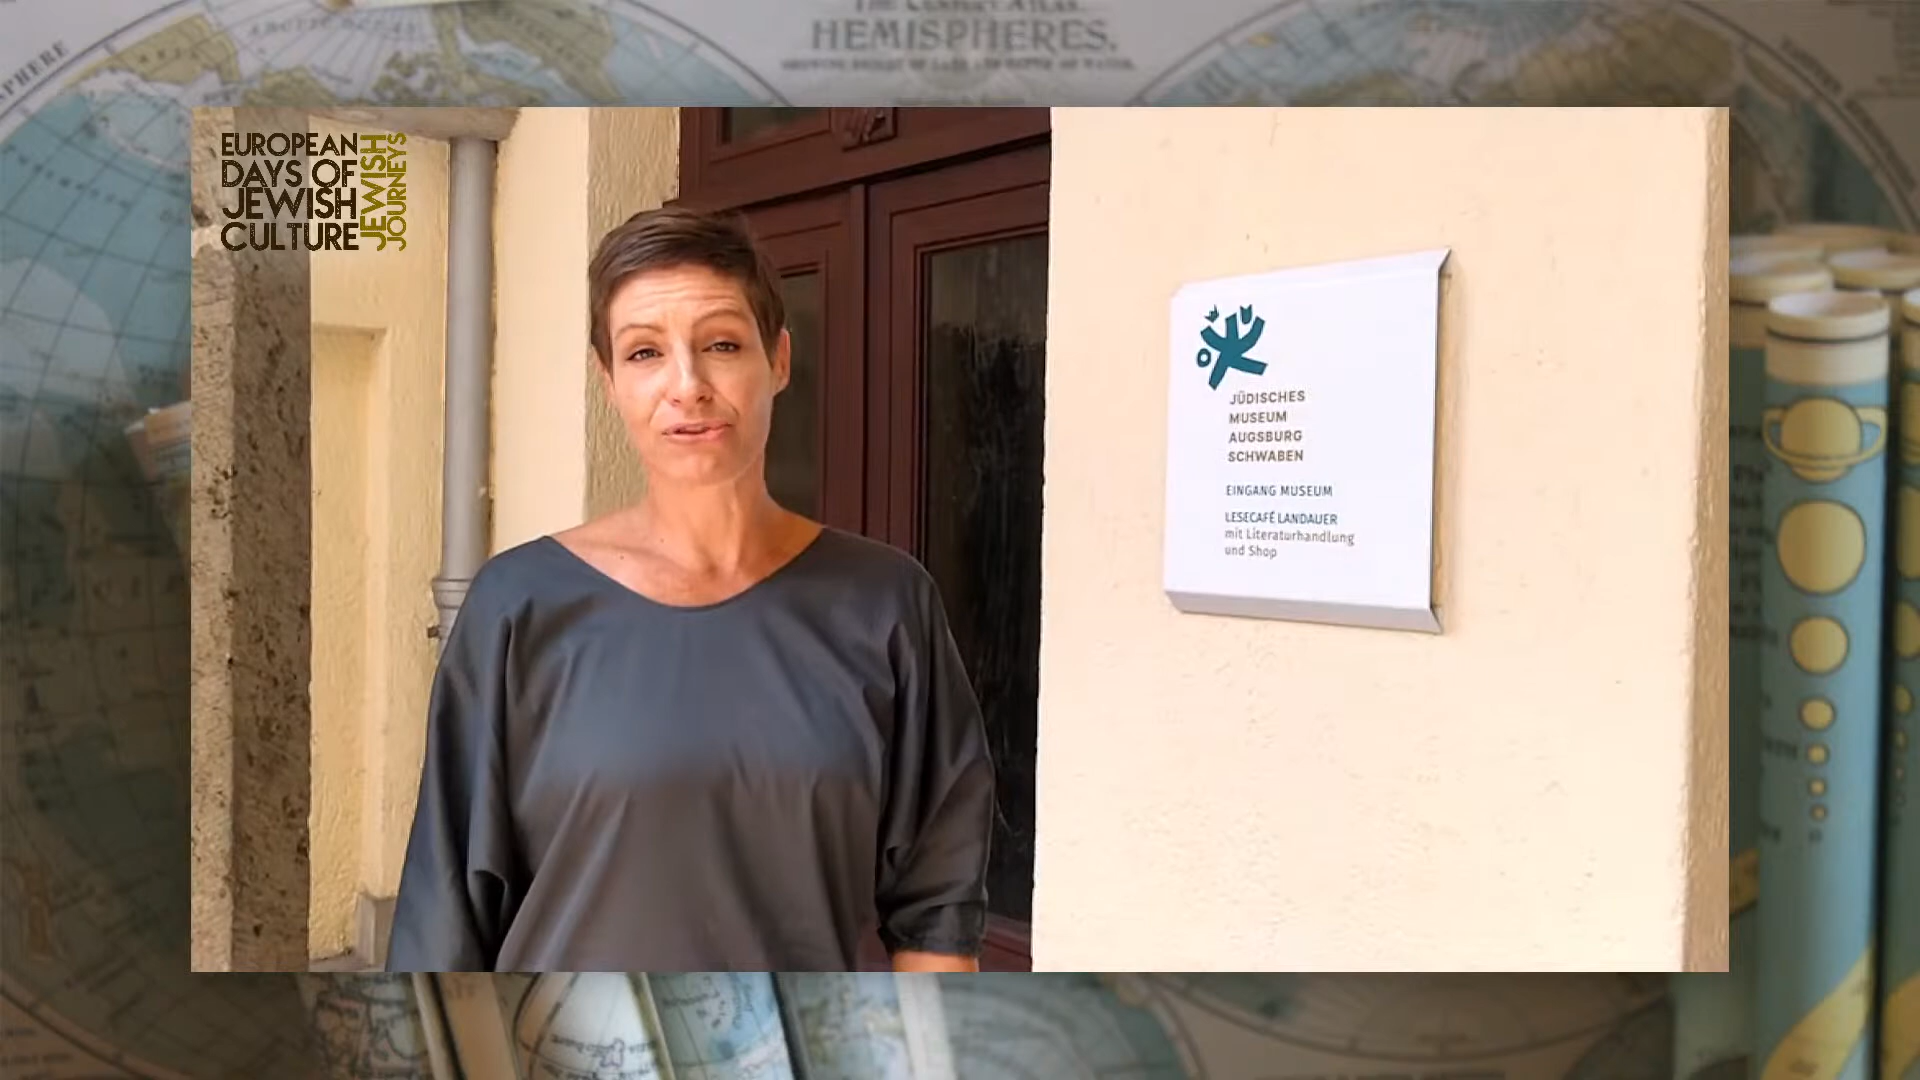 HEMISPHERES.
EUROPEAN
DAYS OF
JEWISH
CULTURE
JEWISH
JOURNEYS
JÜDISCHES
MUSEUM
AUGSBURG
SCHWABEN
EINGANG MUSEUM
LESECAFÉ LANDAUER
mit Literaturhandlung
und Shop